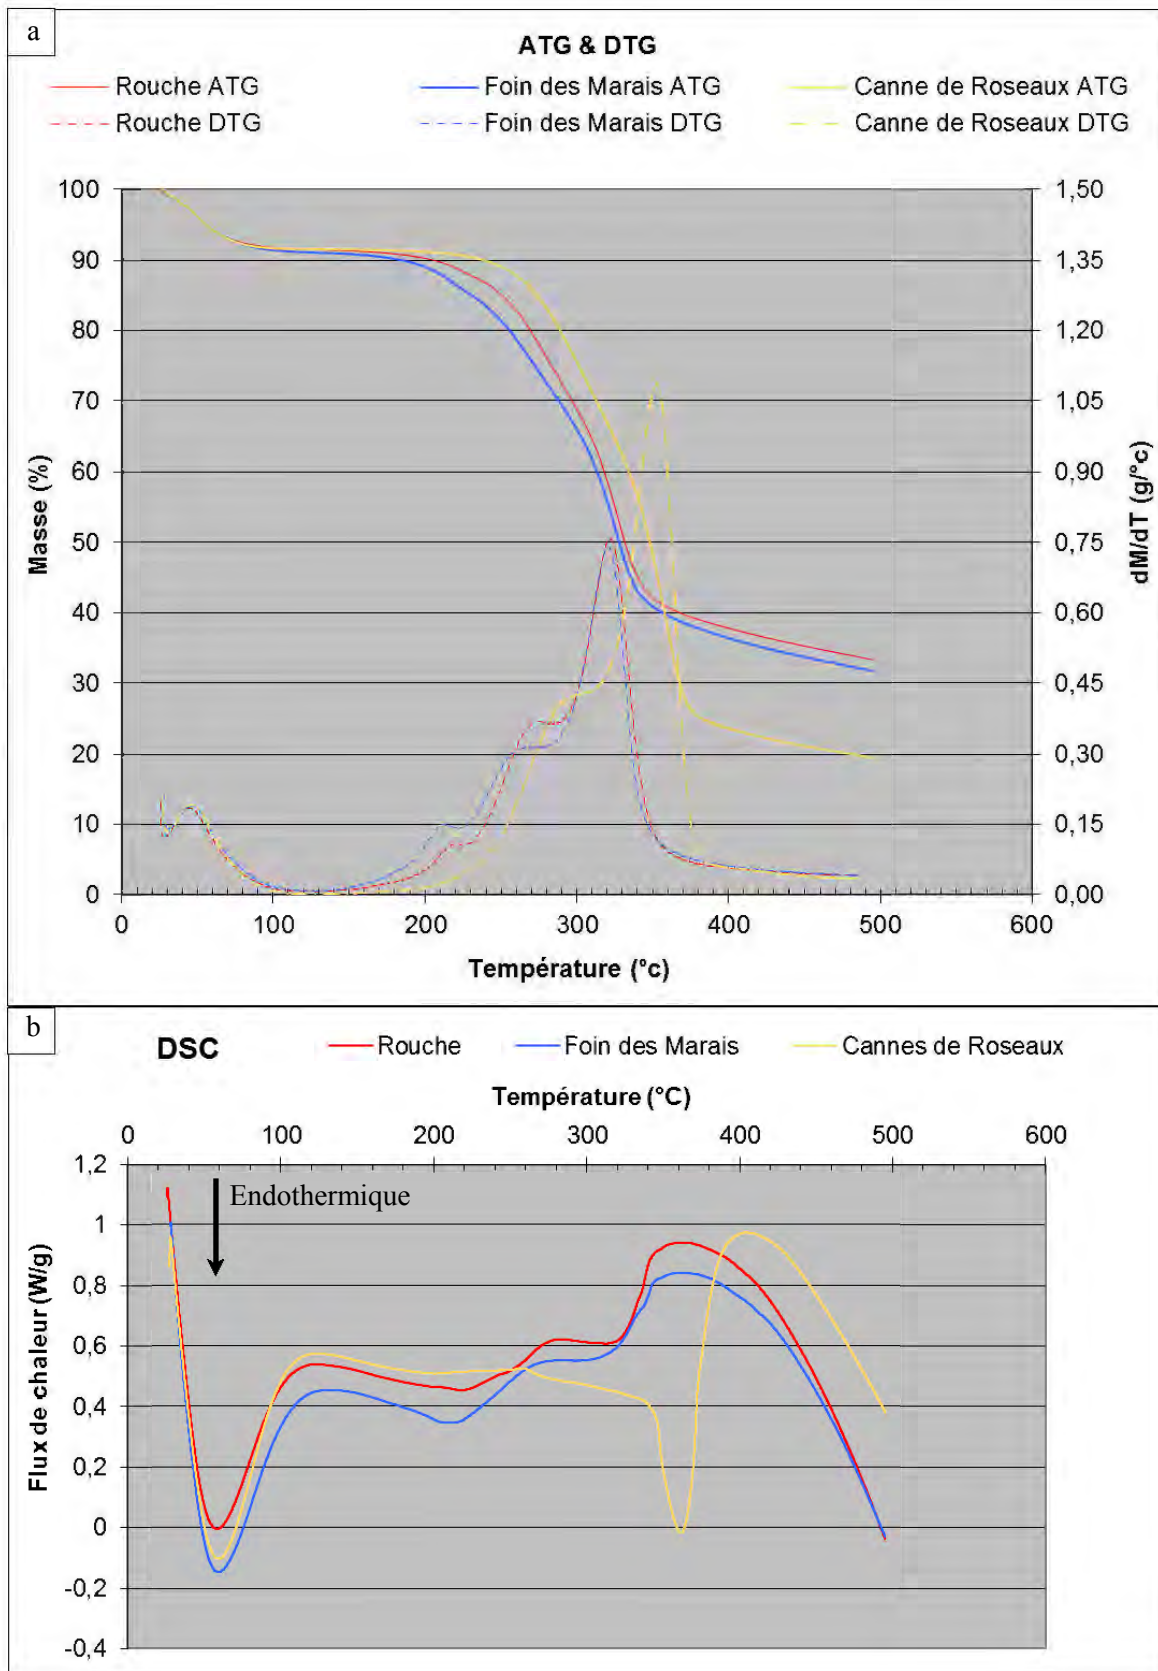 a
ATG & DTG
Rouche ATG Foin des Marais ATG Canne de Roseaux ATG
Rouche DTG Foin des Marais DTG Canne de Roseaux DTG
100 1,50
90 1,35
80 1,20
70 1,05
60 0,90
50 0,75
40 0,60
30 0,45
20 0,30
10 0,15
0 0,00
Masse (%)
dM/dT (g/°c)
0 100 200 300 400 500 600
Température (°c)
b
DSC Rouche Foin des Marais Cannes de Roseaux
Température (°C)
0 100 200 300 400 500 600
1,2
Endothermique
1
0,8
0,6
0,4
0,2
0
-0,2
-0,4
Flux de chaleur (W/g)